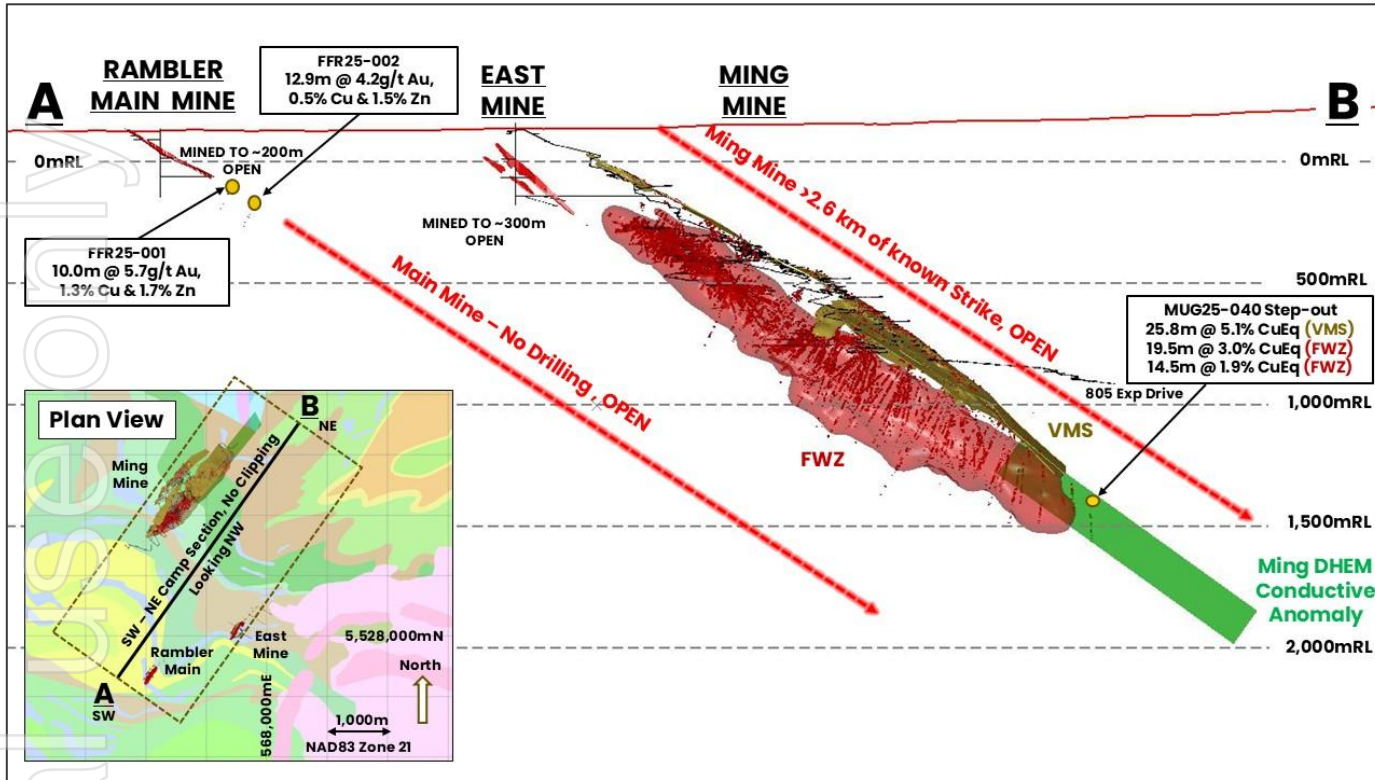 A
RAMBLER
MAIN MINE
FFR25-002
12.9m @ 4.2g/t Au,
0.5% Cu & 1.5% Zn
EAST
MINE
MING
MINE
B
0mRL
MINED TO ~200m
OPEN
0mRL
Ming Mine >2.6 km of known Strike, OPEN
MINED TO ~300m
OPEN
FFR25-001
10.0m @ 5.7g/t Au,
1.3% Cu & 1.7% Zn
Main Mine – No Drilling, OPEN
500mRL
MUG25-040 Step-out
25.8m @ 5.1% CuEq (VMS)
19.5m @ 3.0% CuEq (FWZ)
14.5m @ 1.9% CuEq (FWZ)
805 Exp Drive
1,000mRL
VMS
FWZ
1,500mRL
Ming DHEM
Conductive
Anomaly
2,000mRL
Plan View
B
NE
Ming
Mine
SW – NE Camp Section, No Clipping
Looking NW
East
Mine
5,528,000mN
Rambler
Main
North
A
SW
568,000mE
1,000m
NAD83 Zone 21
use only